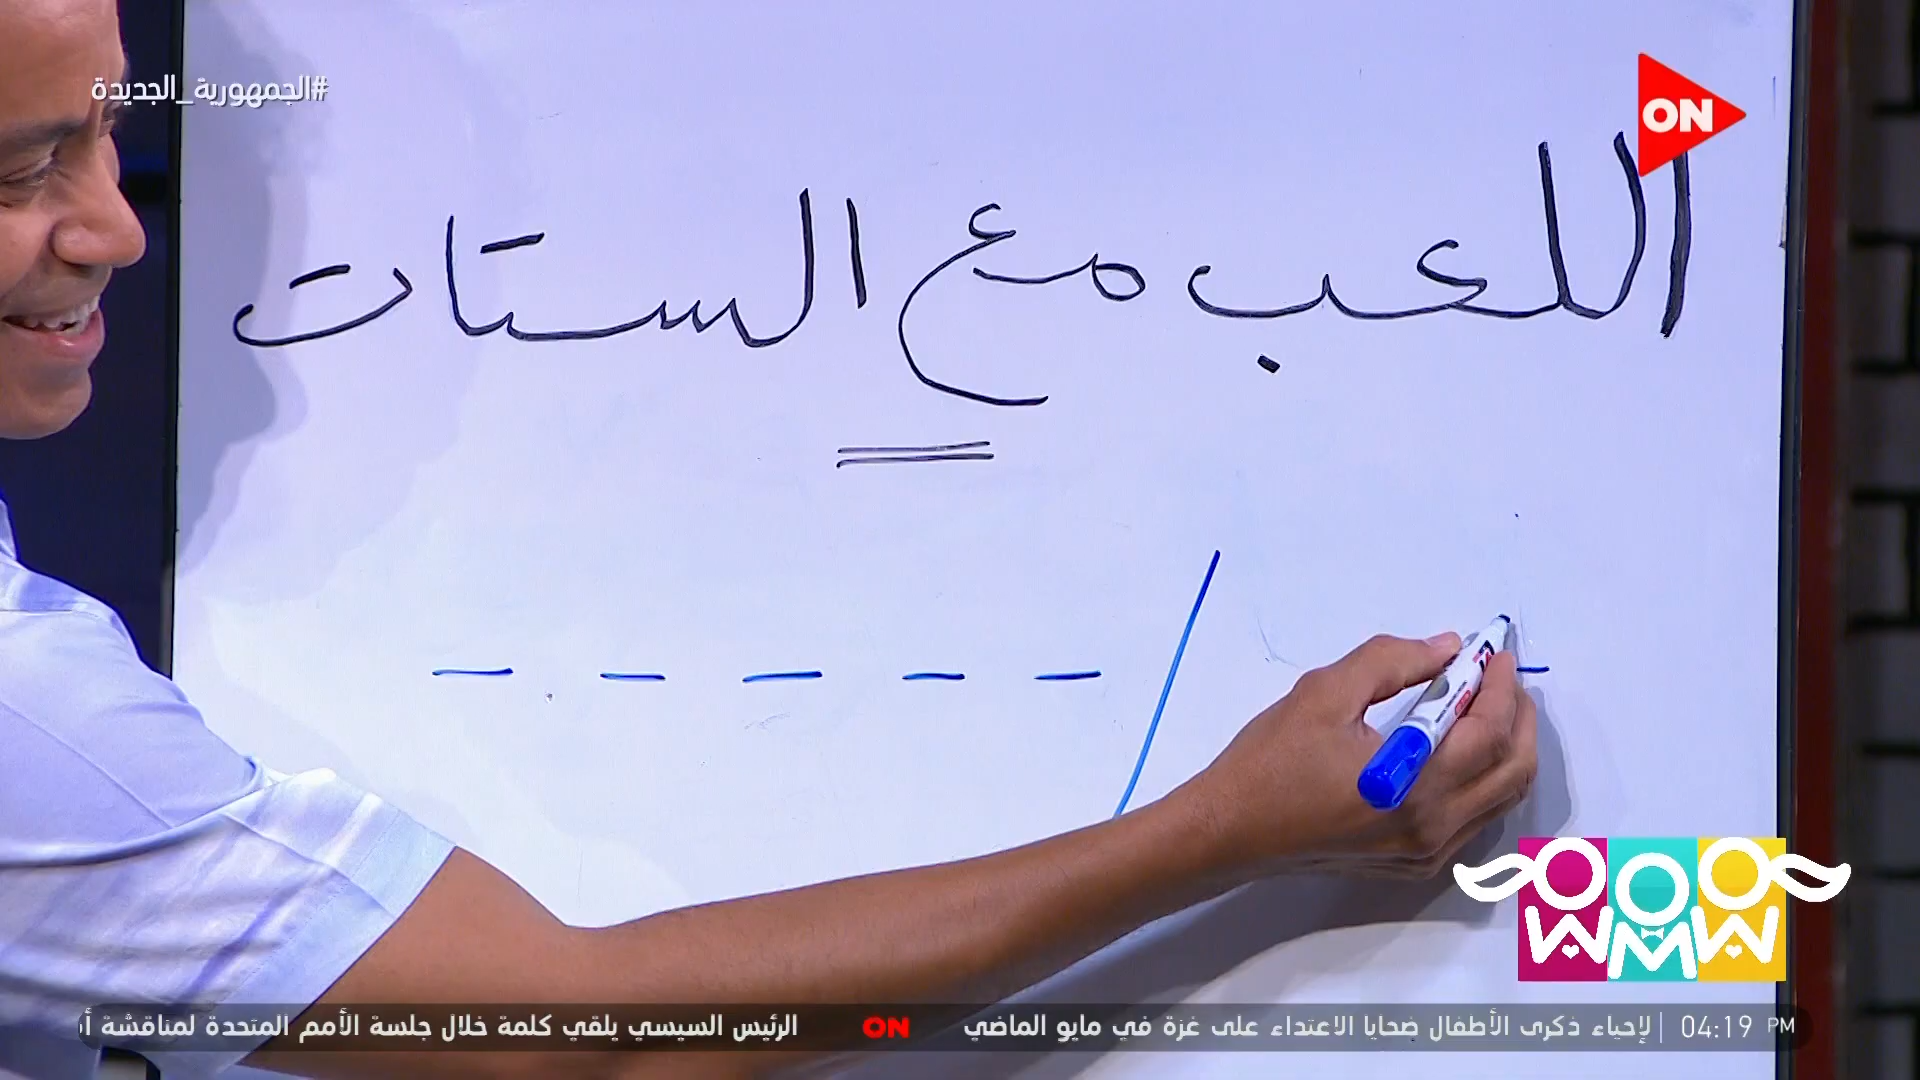 #الجمهورية_الجديدة
ON
اللعب مع الستات
WMW
04:19 PM | لإحياء ذكرى الأطفال ضحايا الاعتداء على غزة في مايو الماضي ON الرئيس السيسي يلقي كلمة خلال جلسة الأمم المتحدة لمناقشة